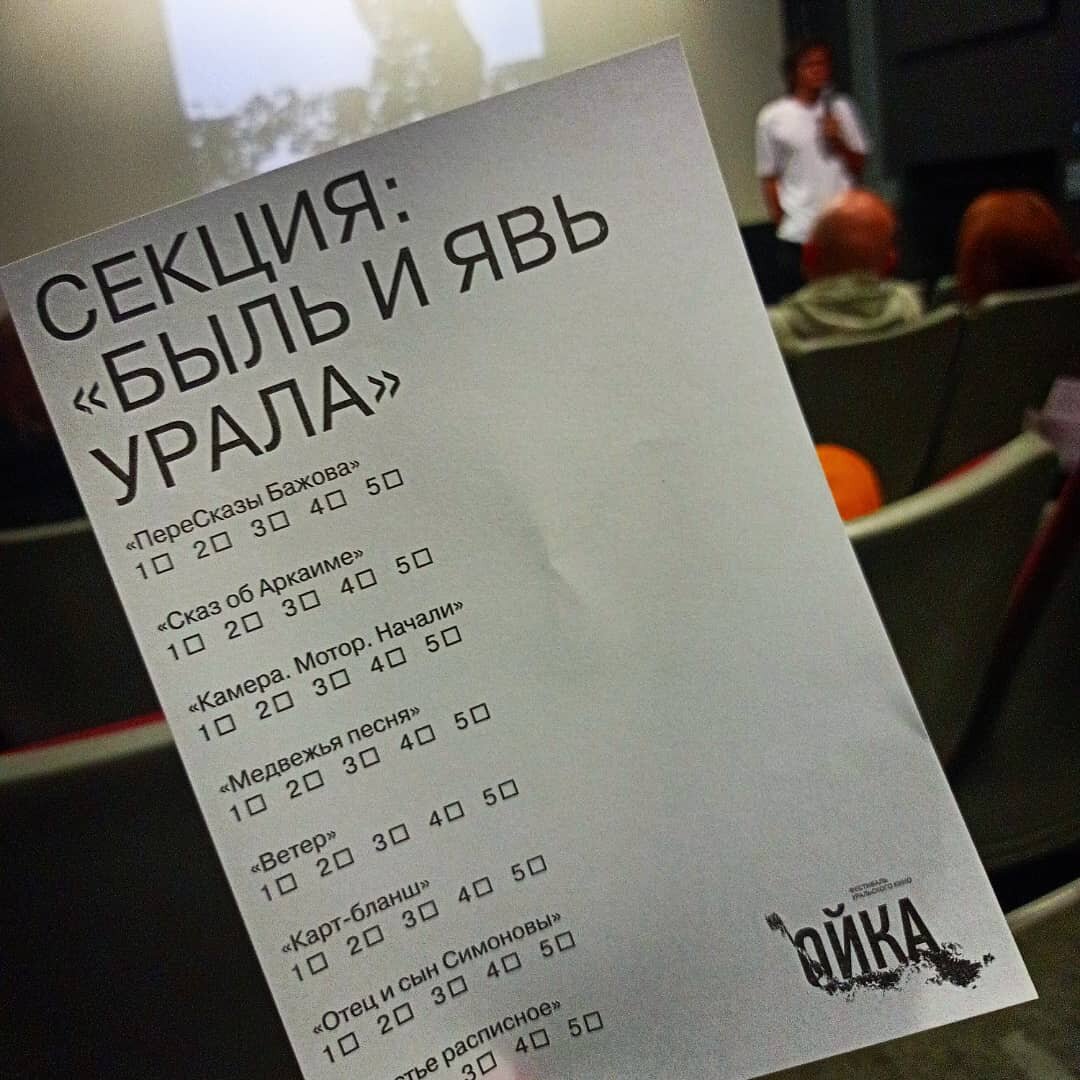 СЕКЦИЯ:
«БЫЛЬ И ЯВЬ
УРАЛА»
«ПереСказы Бажова»
1☐ 2☐ 3☐ 4☐ 5☐
«Сказ об Аркаиме»
1☐ 2☐ 3☐ 4☐ 5☐
«Камера. Мотор. Начали»
1☐ 2☐ 3☐ 4☐ 5☐
«Медвежья песня»
1☐ 2☐ 3☐ 4☐ 5☐
«Ветер»
1☐ 2☐ 3☐ 4☐ 5☐
«Карт-бланш»
1☐ 2☐ 3☐ 4☐ 5☐
«Отец и сын Симоновы»
1☐ 2☐ 3☐ 4☐ 5☐
расписное»
3☐ 4☐ 5☐
ФЕСТИВАЛЬ
УРАЛЬСКОГО КИНО
ОЙКА